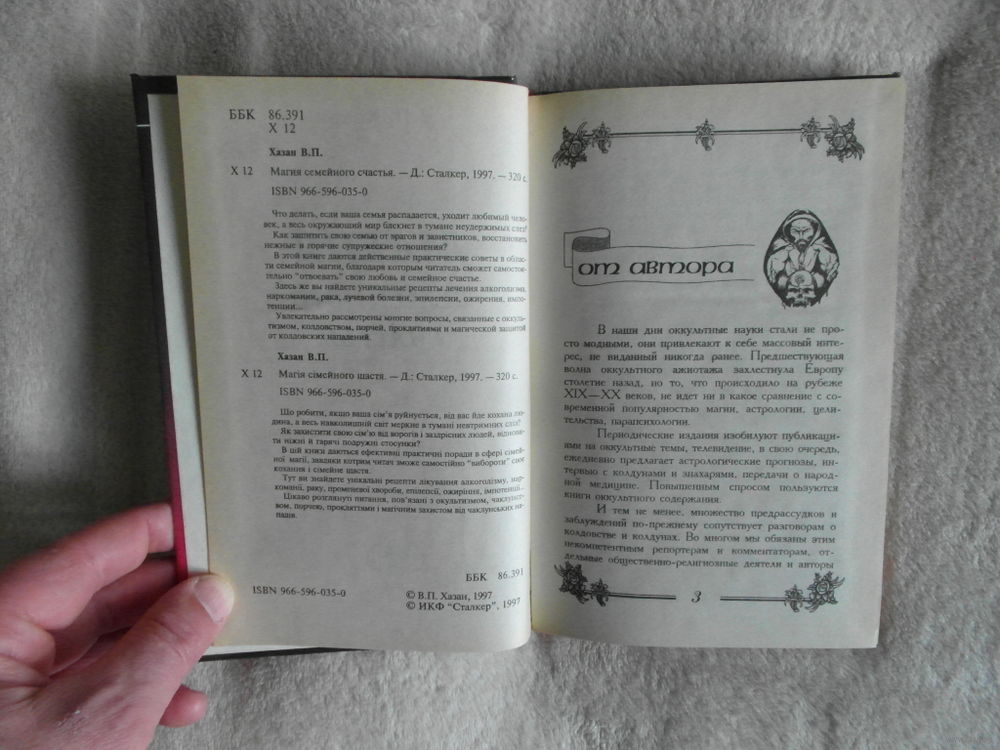 ББК 86.391
Х 12
Хазан В.П.
Х 12 Магия семейного счастья. — Д.: Сталкер, 1997. — 320 с.
ISBN 966-596-035-0
Что делать, если ваша семья распадается, уходит любимый чело-
век, а весь окружающий мир блекнет в тумане неудержимых слез?
Как защитить свою семью от врагов и завистников, восстановить
нежные и горячие супружеские отношения?
В этой книге даются действенные практические советы в облас-
ти семейной магии, благодаря которым читатель сможет самостоя-
тельно "отвоевать" свою любовь и семейное счастье.
Здесь же вы найдете уникальные рецепты лечения алкоголизма,
наркомании, рака, лучевой болезни, эпилепсии, ожирения, импо-
тенции...
Увлекательно рассмотрены многие вопросы, связанные с оккуль-
тизмом, колдовством, порчей, проклятиями и магической защитой
от колдовских нападений.
Хазан В.П.
Х 12 Магія сімейного щастя. — Д.: Сталкер, 1997. — 320 с.
ISBN 966-596-035-0
Що робити, якщо ваша сім'я руйнується, від вас йде кохана лю-
дина, а весь навколишній світ меркне в тумані невтримних сліз?
Як захистити свою сім'ю від ворогів і заздрісних людей, відново-
ти ніжні й гарячі подружні стосунки?
В цій книзі даються ефективні практичні поради в сфері сімей-
ної магії, завдяки котрим читач зможе самостійно "вибороти" своє
кохання і сімейне щастя.
Тут ви знайдете унікальні рецепти лікування алкоголізму, нар-
команії, раку, променевої хвороби, епілепсії, ожиріння, імпотенції...
Цікаво розглянуті питання, пов'язані з окультизмом, чаклунст-
вом, порчею, прокляттями і магічним захистом від чаклунських на-
падів.
ББК 86.391
ISBN 966-596-035-0
© В.П. Хазан, 1997
© ИКФ "Сталкер", 1997
от автора
В наши дни оккультные науки стали не про-
сто модными, они привлекают к себе массовый инте-
рес, не виданный никогда ранее. Предшествующая
волна оккультного ажиотажа захлестнула Европу
столетие назад, но то, что происходило на рубеже
XIX—XX веков, не идет ни в какое сравнение с со-
временной популярностью магии, астрологии, цели-
тельства, парапсихологии.
Периодические издания изобилуют публикаци-
ями на оккультные темы, телевидение, в свою очередь,
ежедневно предлагает астрологические прогнозы, ин-
тервью с колдунами и знахарями, передачи о народ-
ной медицине. Повышенным спросом пользуются
книги оккультного содержания.
И тем не менее, множество предрассудков и
заблуждений по-прежнему сопутствует разговорам о
колдовстве и колдунах. Во многом мы обязаны этим
некомпетентным репортерам и комментаторам, от-
дельные общественно-религиозные деятели и авторы
3